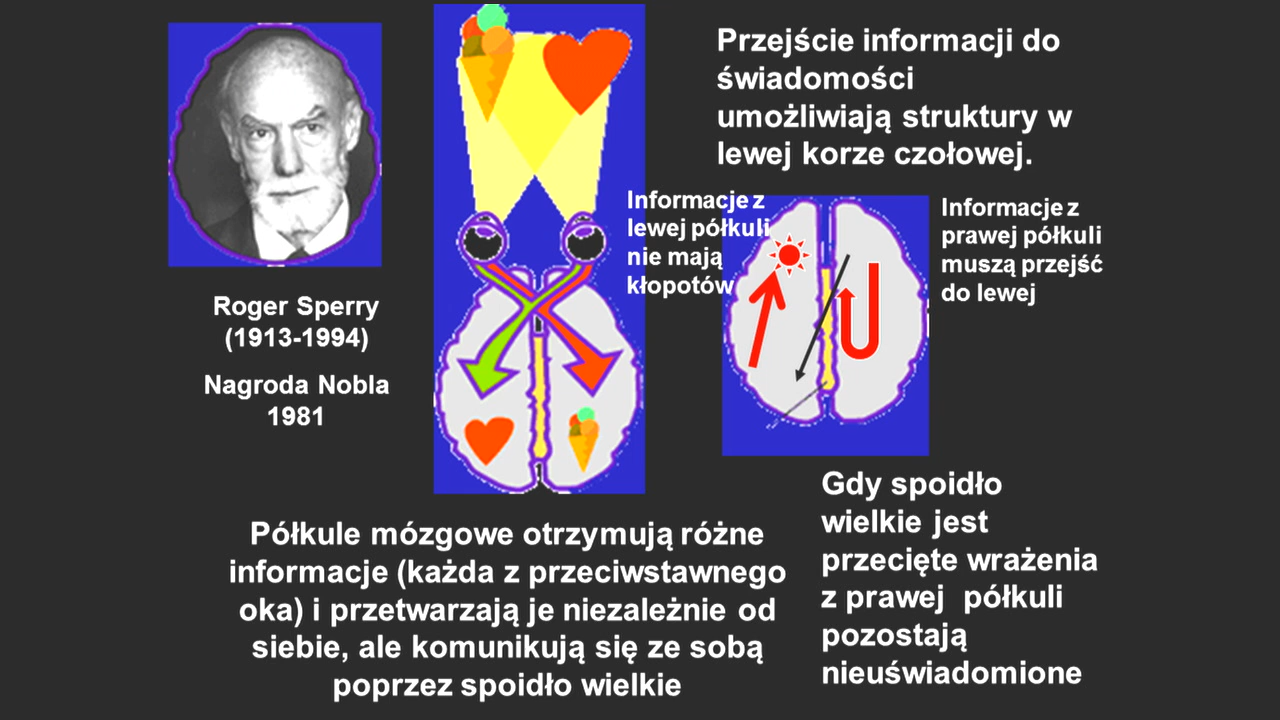 Roger Sperry
(1913-1994)
Nagroda Nobla
1981
Przejście informacji do
świadomości
umożliwiają struktury w
lewej korze czołowej.
Informacje z
lewej półkuli
nie mają
kłopotów
Informacje z
prawej półkuli
muszą przejść
do lewej
Półkule mózgowe otrzymują różne
informacje (każda z przeciwstawnego
oka) i przetwarzają je niezależnie od
siebie, ale komunikują się ze sobą
poprzez spoidło wielkie
Gdy spoidło
wielkie jest
przecięte wrażenia
z prawej półkuli
pozostają
nieuświadomione